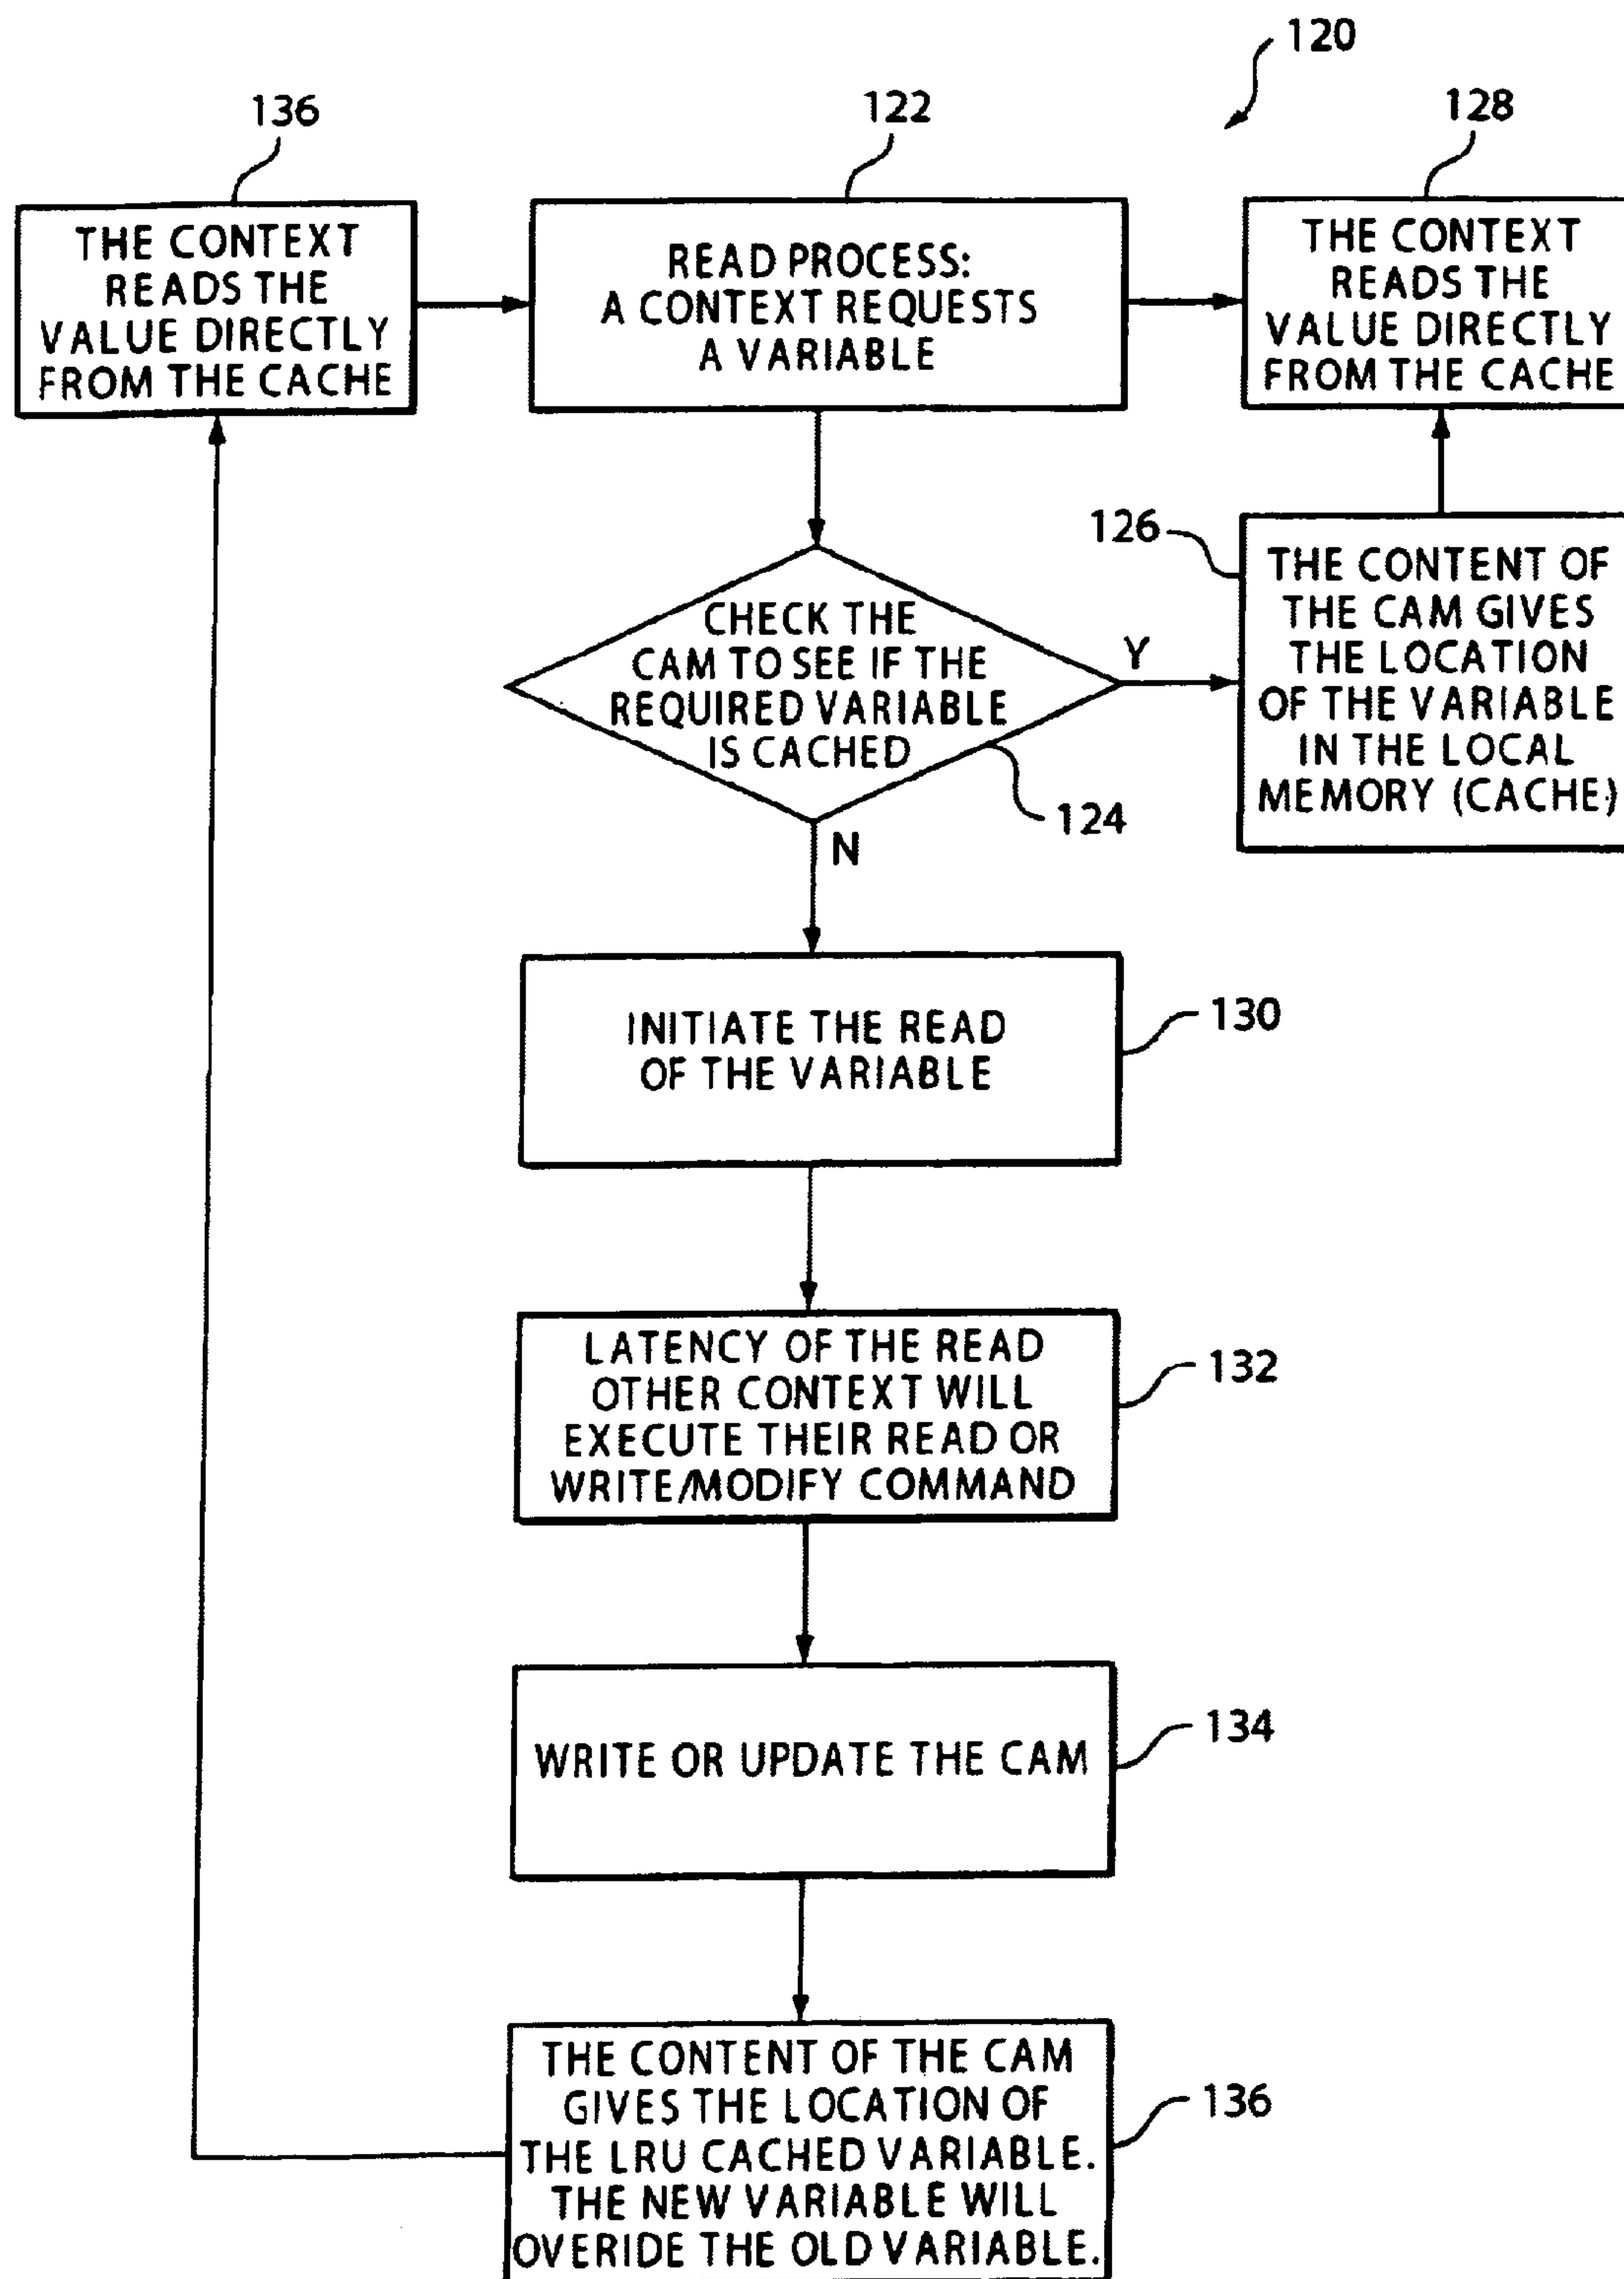 120
136
THE CONTEXT
READS THE
VALUE DIRECTLY
FROM THE CACHE
122
READ PROCESS:
A CONTEXT REQUESTS
A VARIABLE
128
THE CONTEXT
READS THE
VALUE DIRECTLY
FROM THE CACHE
CHECK THE
CAM TO SEE IF THE
REQUIRED VARIABLE
IS CACHED
124
Y
N
126
THE CONTENT OF
THE CAM GIVES
THE LOCATION
OF THE VARIABLE
IN THE LOCAL
MEMORY (CACHE)
INITIATE THE READ
OF THE VARIABLE
130
LATENCY OF THE READ
OTHER CONTEXT WILL
EXECUTE THEIR READ OR
WRITE/MODIFY COMMAND
132
WRITE OR UPDATE THE CAM
134
THE CONTENT OF THE CAM
GIVES THE LOCATION OF
THE LRU CACHED VARIABLE.
THE NEW VARIABLE WILL
OVERIDE THE OLD VARIABLE.
136